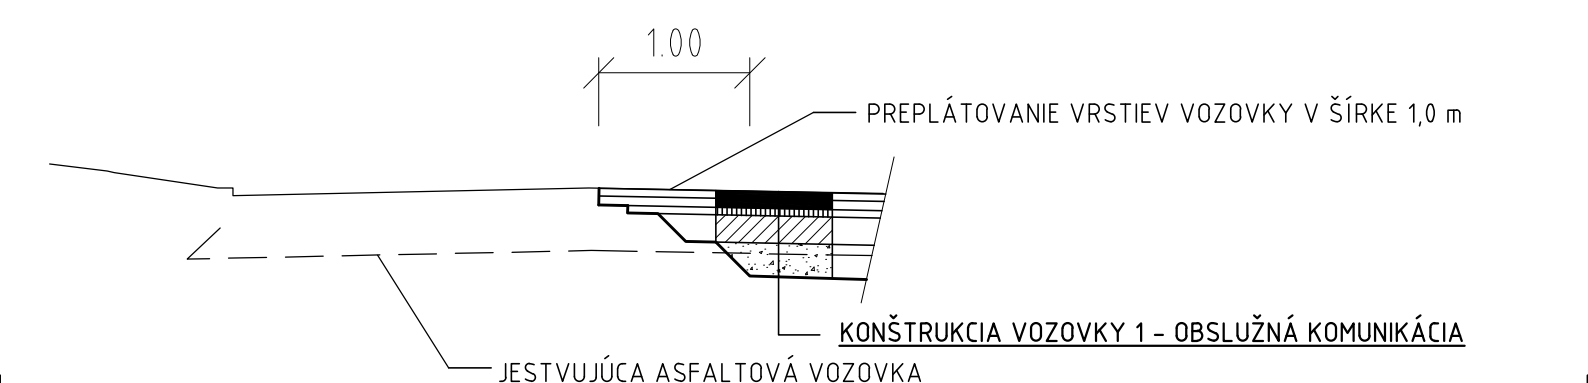 1.00
PREPLÁTOVANIE VRSTIEV VOZOVKY V ŠÍRKE 1,0 m
KONŠTRUKCIA VOZOVKY 1 - OBSLUŽNÁ KOMUNIKÁCIA
JESTVUJÚCA ASFALTOVÁ VOZOVKA